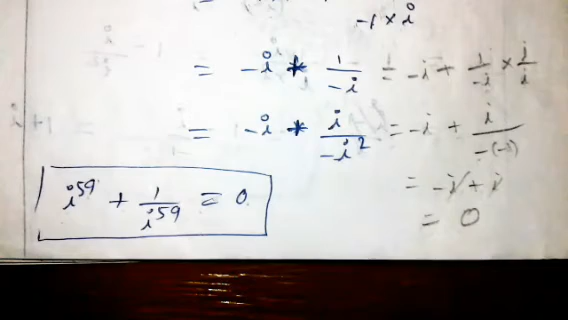 -1 × i
= -i * 1/-i = -i + 1/-i × i/i
= -i * i/-i² = -i + i/-(-1)
= -i + i
= 0
i⁵⁹ + 1/i⁵⁹ = 0